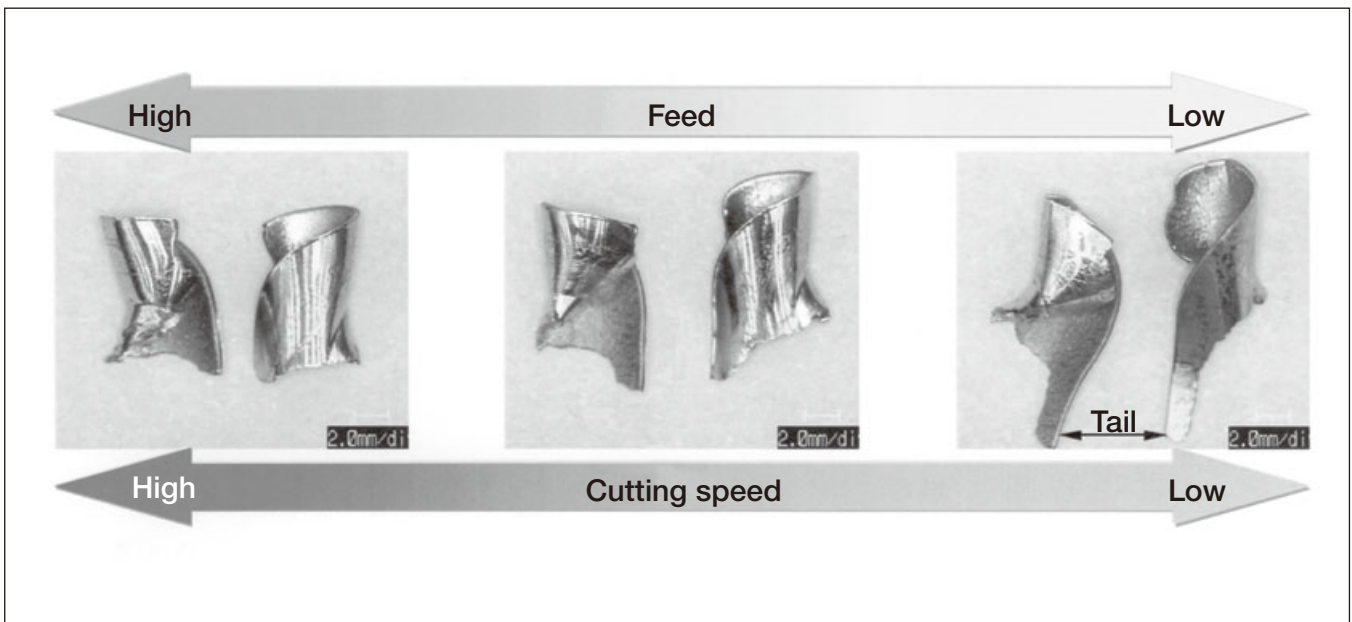 High Feed Low
2.0mm/di
2.0mm/di
Tail
2.0mm/di
High Cutting speed Low